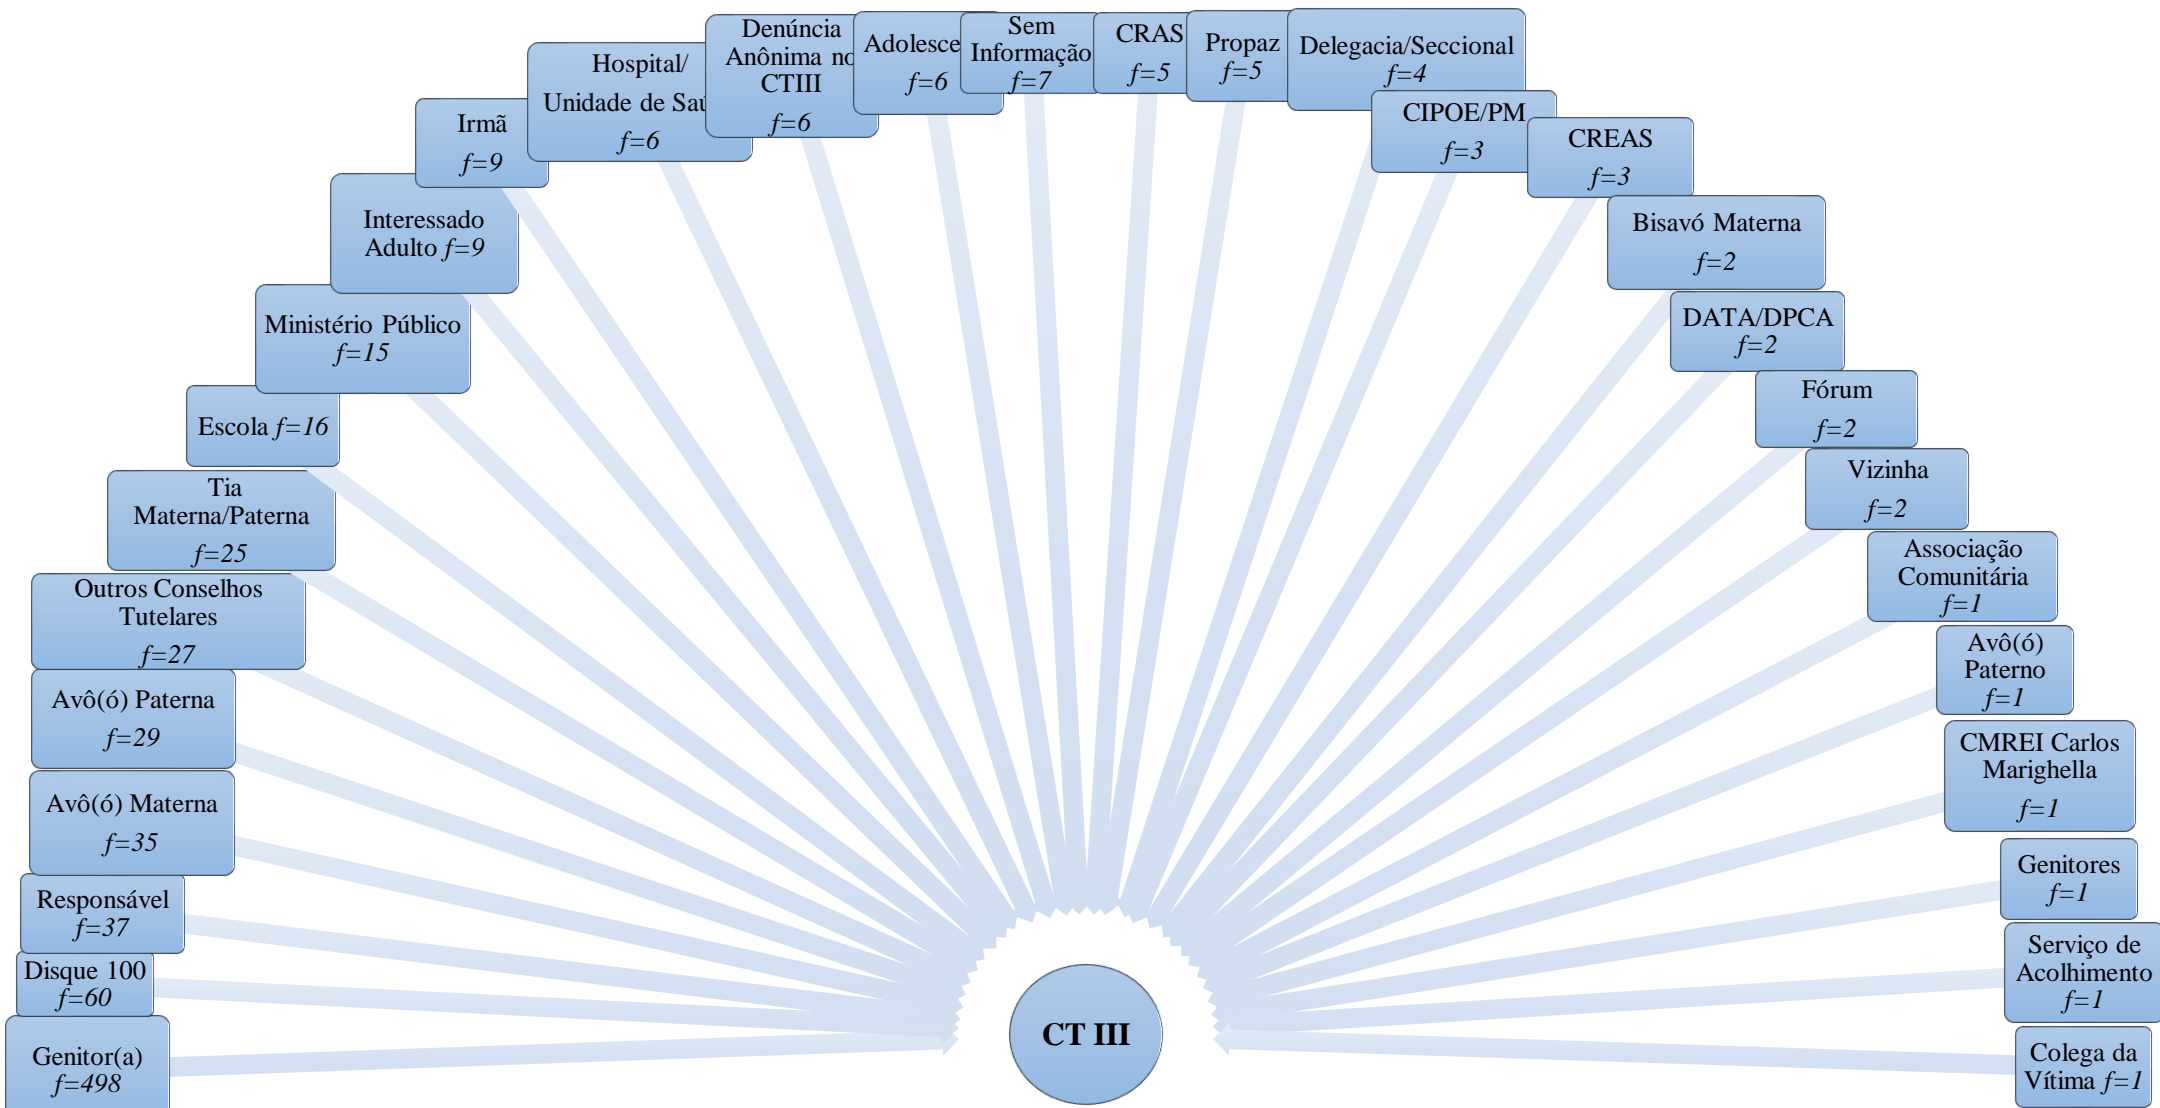 Genitor(a)
f=498
Disque 100
f=60
Responsável
f=37
Avô(ó) Materna
f=35
Avô(ó) Paterna
f=29
Outros Conselhos
Tutelares
f=27
Tia
Materna/Paterna
f=25
Escola f=16
Ministério Público
f=15
Interessado
Adulto f=9
Irmã
f=9
Hospital/
Unidade de Saú
f=6
Denúncia
Anônima no
CTIII
f=6
Adolesce
f=6
Sem
Informação
f=7
CRAS
f=5
Propaz
f=5
Delegacia/Seccional
f=4
CIPOE/PM
f=3
CREAS
f=3
Bisavó Materna
f=2
DATA/DPCA
f=2
Fórum
f=2
Vizinha
f=2
Associação
Comunitária
f=1
Avô(ó)
Paterno
f=1
CMREI Carlos
Marighella
f=1
Genitores
f=1
Serviço de
Acolhimento
f=1
Colega da
Vítima f=1
CT III